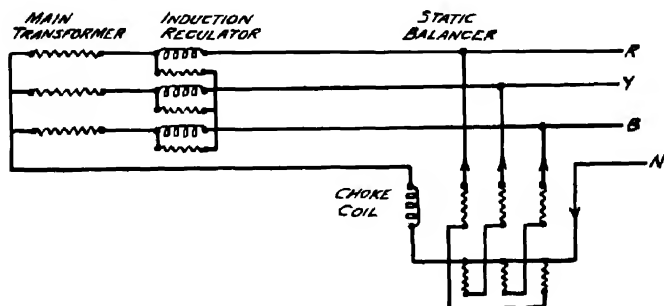 MAIN
TRANSFORMER
INDUCTION
REGULATOR
STATIC
BALANCER
R
Y
B
N
CHOKE
COIL